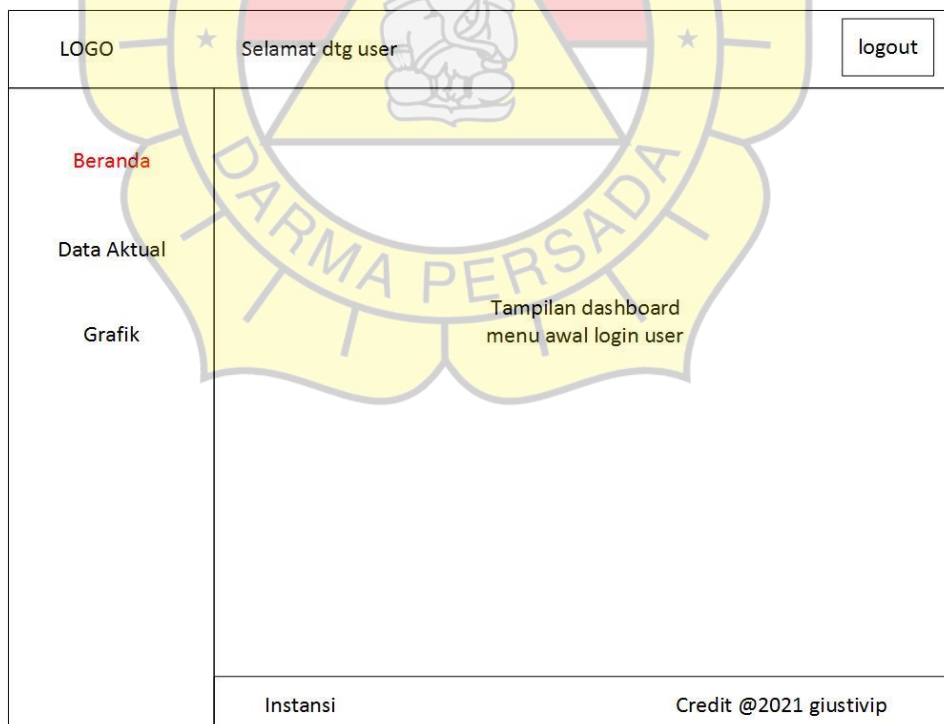 LOGO
Selamat dtg user
logout
Beranda
Data Aktual
Grafik
DARMA PERSADA
Tampilan dashboard
menu awal login user
Instansi
Credit @2021 giustivip